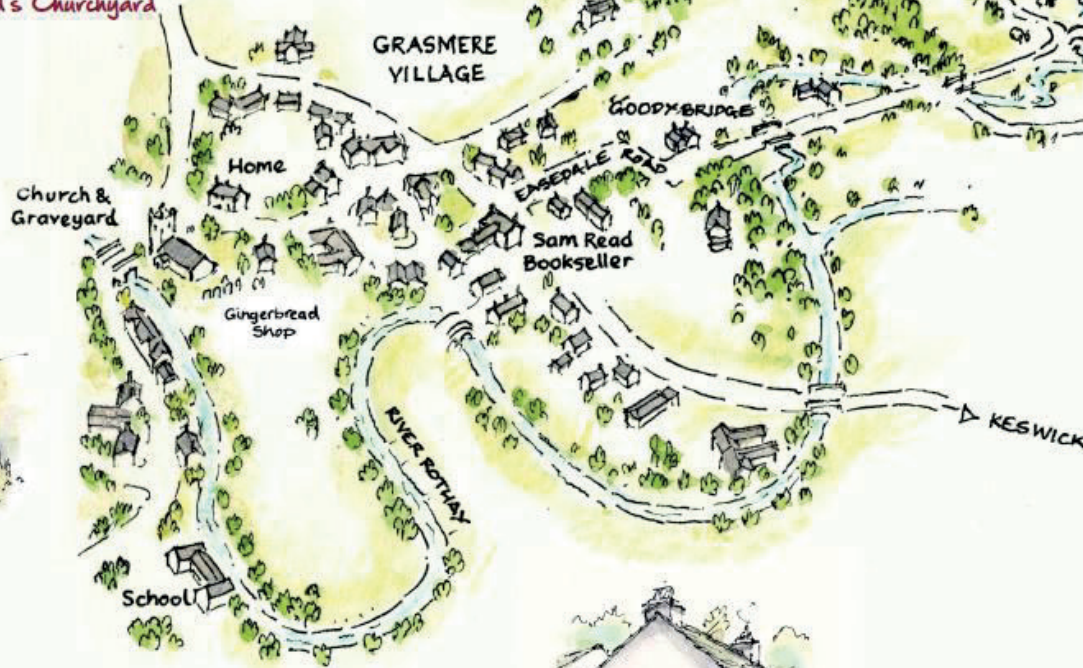 's Churchyard
GRASMERE
VILLAGE
GOODY BRIDGE
EASEDALE ROAD
Home
Church &
Graveyard
Sam Read
Bookseller
Gingerbread
Shop
RIVER ROTHAY
KESWICK
School